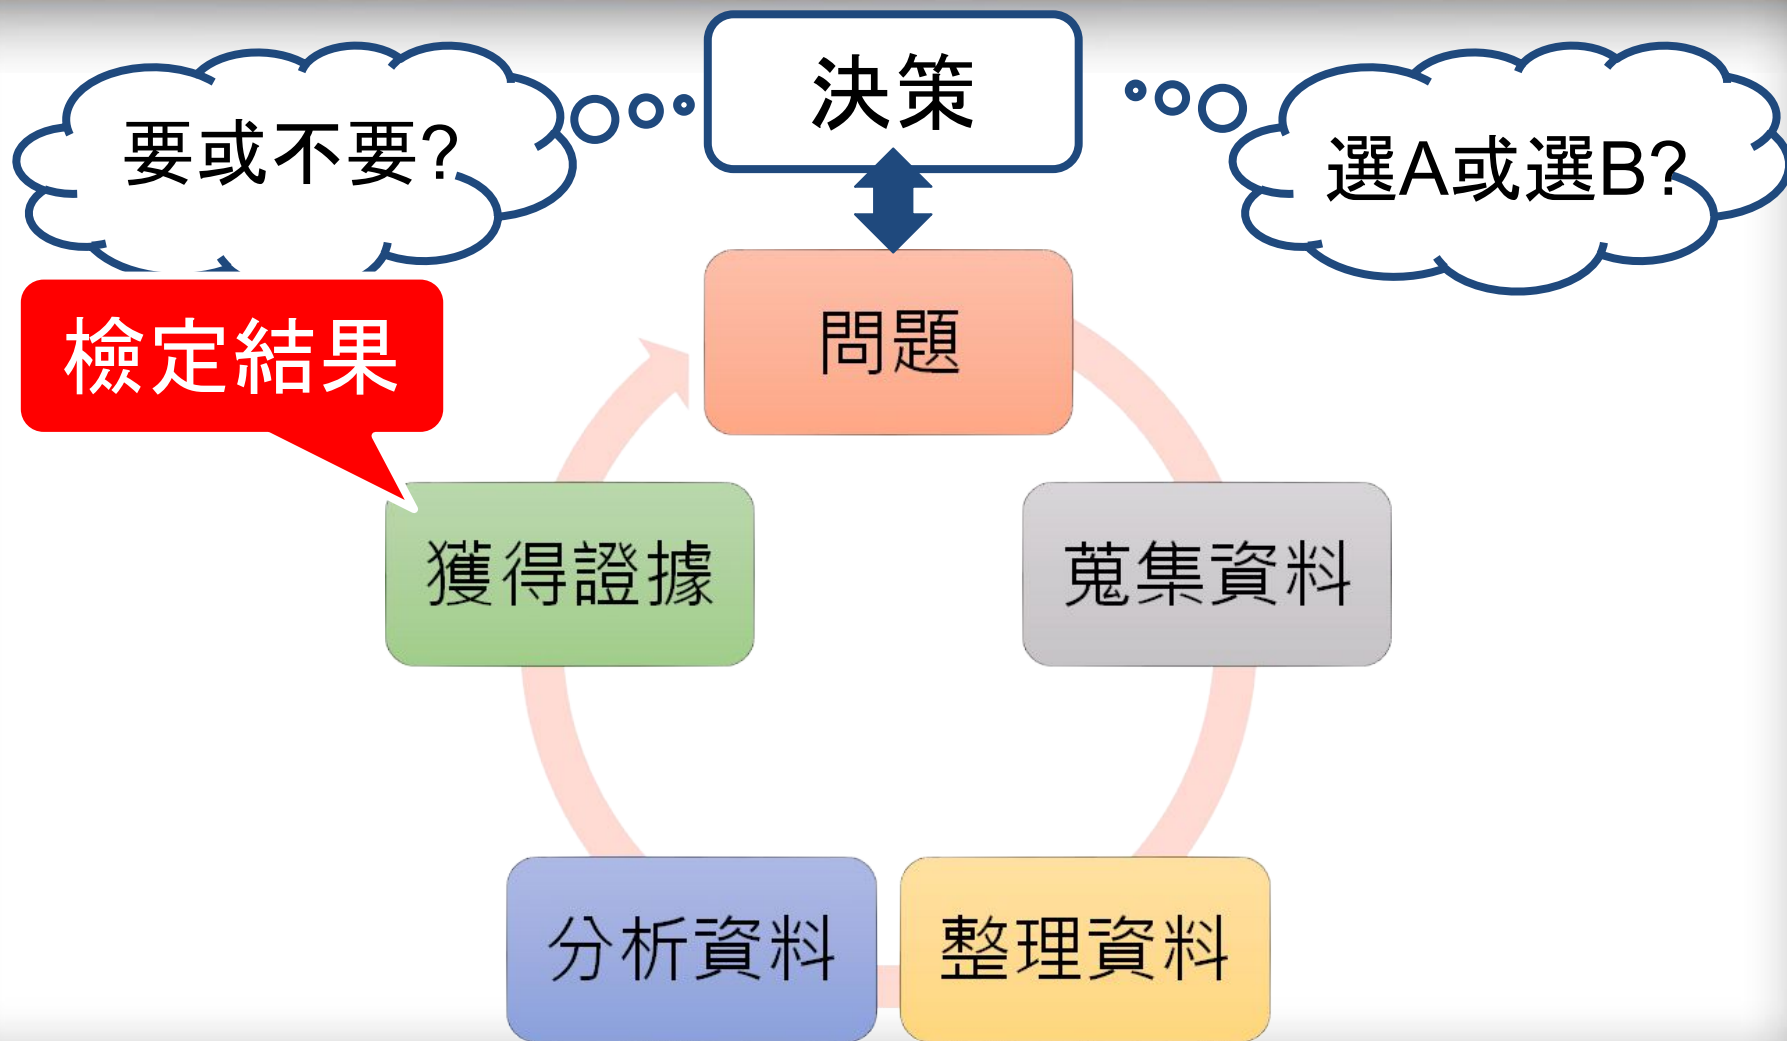 決策
要或不要?
選A或選B?
檢定結果
問題
獲得證據
蒐集資料
分析資料
整理資料